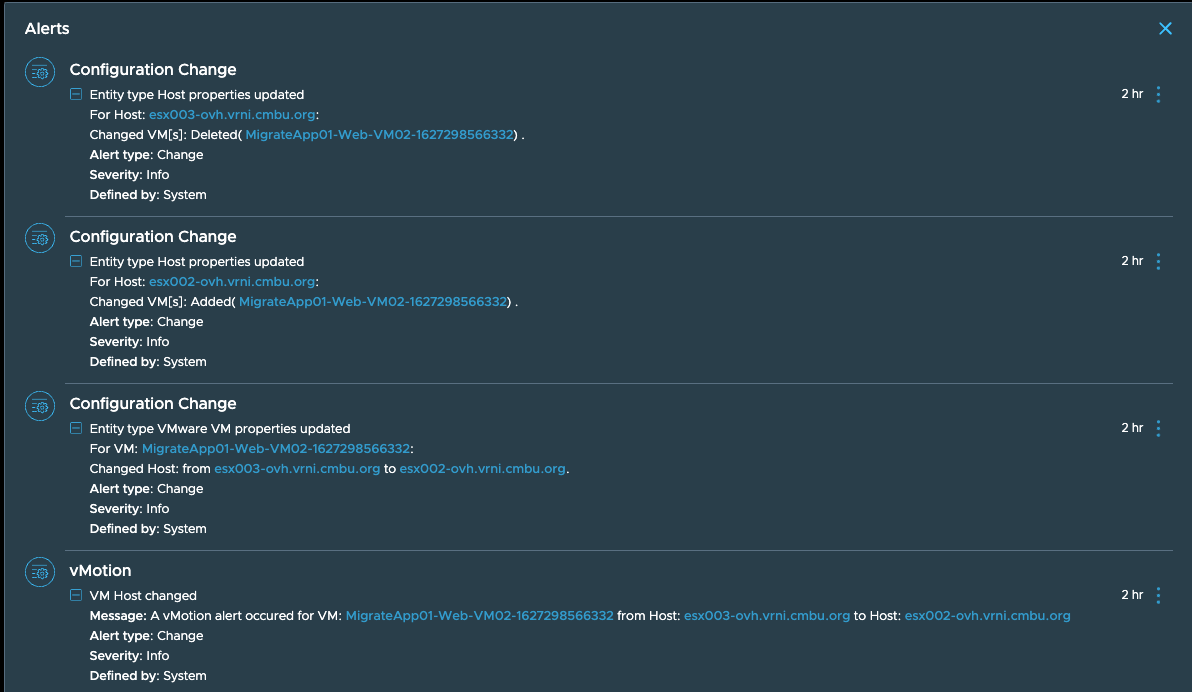 Alerts
Configuration Change
Entity type Host properties updated
2 hr
For Host: esx003-ovh.vrni.cmbu.org:
Changed VM[s]: Deleted( MigrateApp01-Web-VM02-1627298566332) .
Alert type: Change
Severity: Info
Defined by: System
Configuration Change
Entity type Host properties updated
2 hr
For Host: esx002-ovh.vrni.cmbu.org:
Changed VM[s]: Added( MigrateApp01-Web-VM02-1627298566332) .
Alert type: Change
Severity: Info
Defined by: System
Configuration Change
Entity type VMware VM properties updated
2 hr
For VM: MigrateApp01-Web-VM02-1627298566332:
Changed Host: from esx003-ovh.vrni.cmbu.org to esx002-ovh.vrni.cmbu.org.
Alert type: Change
Severity: Info
Defined by: System
vMotion
VM Host changed
2 hr
Message: A vMotion alert occured for VM: MigrateApp01-Web-VM02-1627298566332 from Host: esx003-ovh.vrni.cmbu.org to Host: esx002-ovh.vrni.cmbu.org
Alert type: Change
Severity: Info
Defined by: System